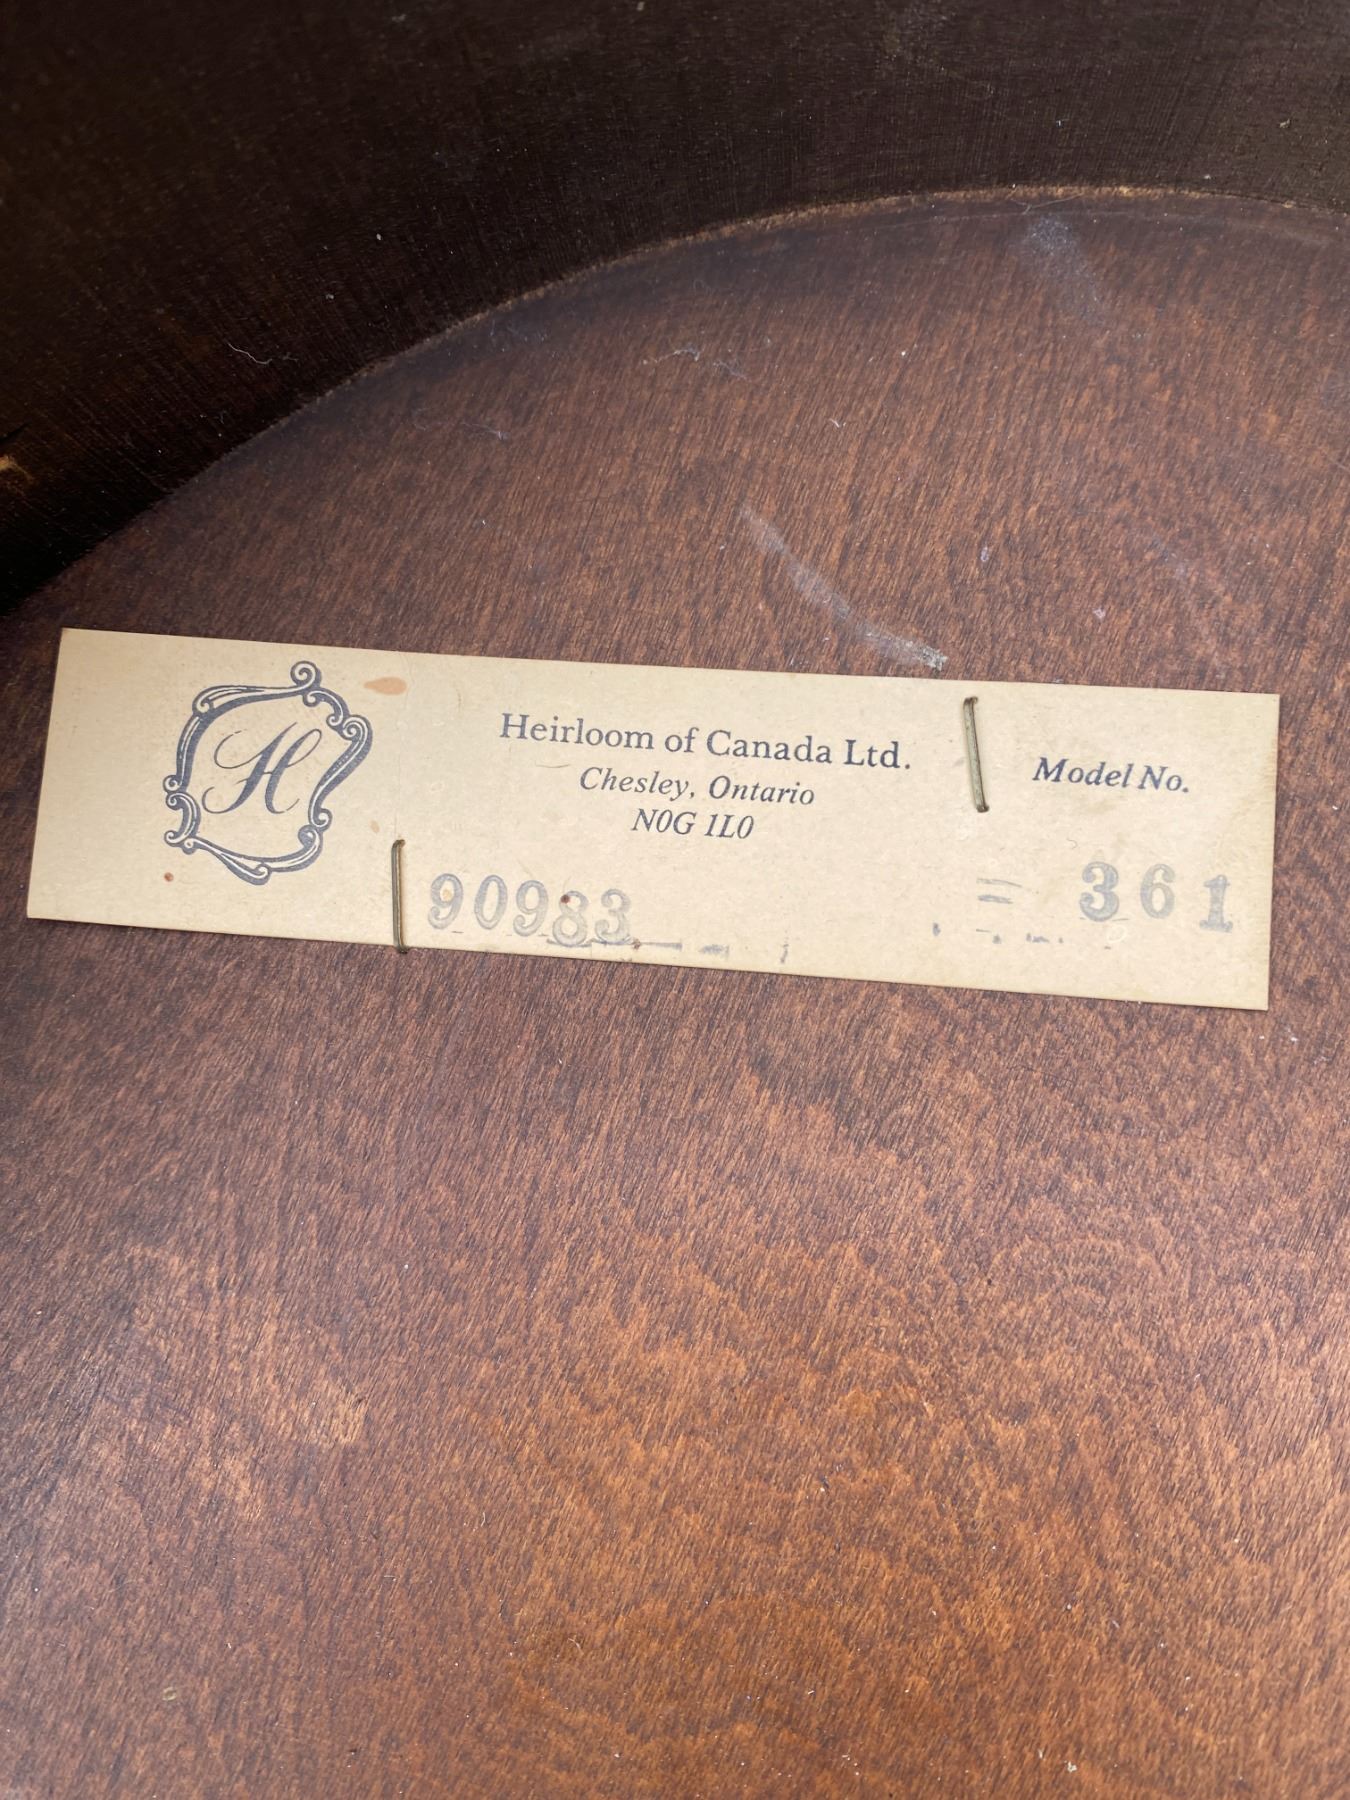 H
Heirloom of Canada Ltd.
Chesley, Ontario
N0G 1L0
Model No.
90983
= 361